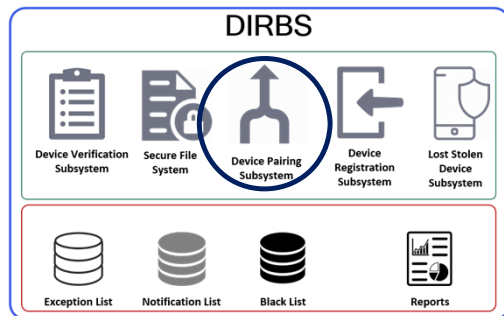 DIRBS
Device Verification
Subsystem
Secure File
System
Device Pairing
Subsystem
Device
Registration
Subsystem
Lost Stolen
Device
Subsystem
Exception List
Notification List
Black List
Reports